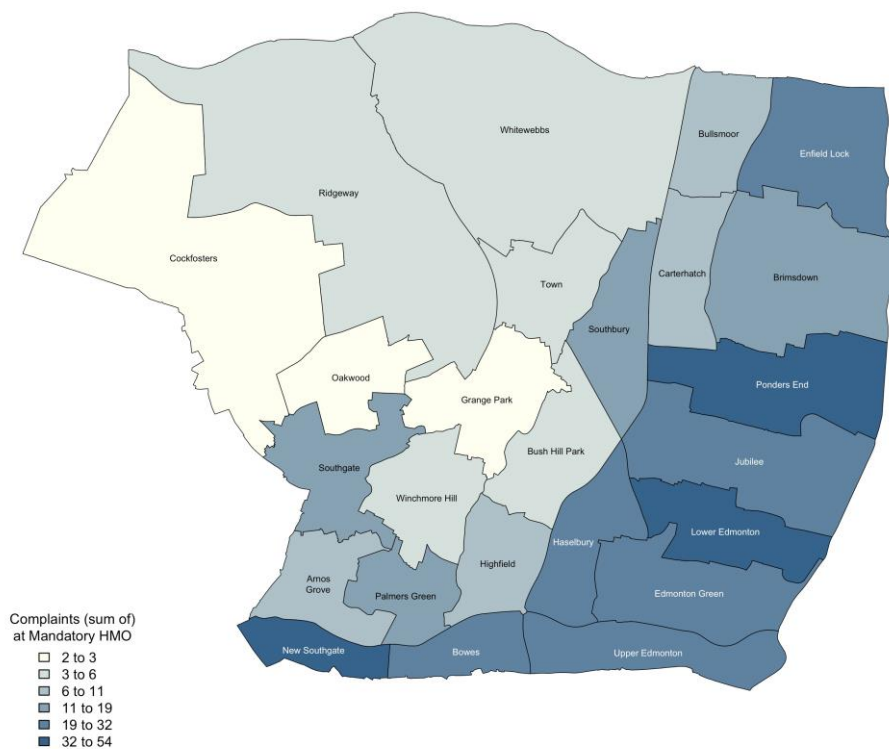 Whitewebbs
Bullsmoor
Enfield Lock
Ridgeway
Cockfosters
Carterhatch
Brimsdown
Town
Southbury
Oakwood
Ponders End
Grange Park
Bush Hill Park
Southgate
Jubilee
Winchmore Hill
Lower Edmonton
Haselbury
Highfield
Arnos
Grove
Palmers Green
Edmonton Green
New Southgate
Bowes
Upper Edmonton
Complaints (sum of)
at Mandatory HMO
2 to 3
3 to 6
6 to 11
11 to 19
19 to 32
32 to 54